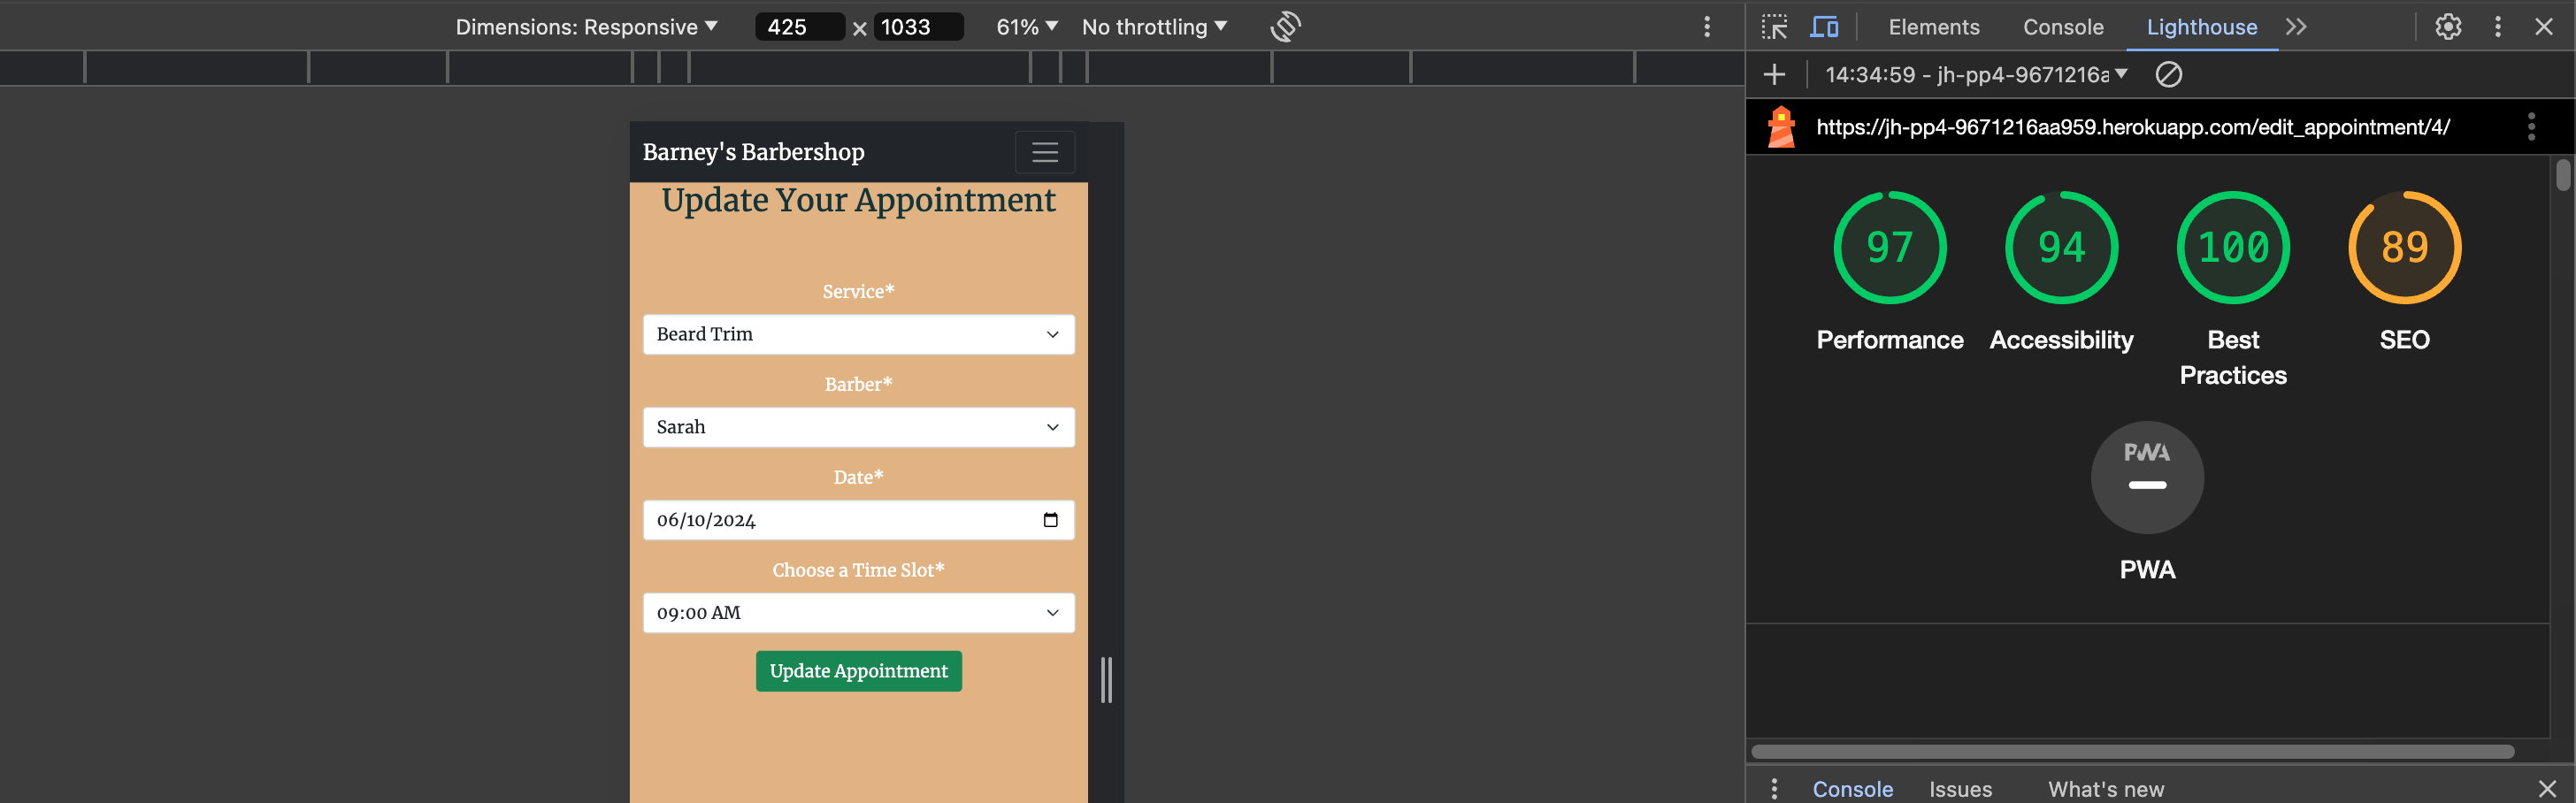 Dimensions: Responsive 425 × 1033 61% No throttling
Elements Console Lighthouse
14:34:59 - jh-pp4-9671216a
https://jh-pp4-9671216aa959.herokuapp.com/edit_appointment/4/
Barney's Barbershop
Update Your Appointment
Service*
Beard Trim
Barber*
Sarah
Date*
06/10/2024
Choose a Time Slot*
09:00 AM
Update Appointment
97 94 100 89
Performance Accessibility Best Practices SEO
PWA
PWA
Console Issues What's new